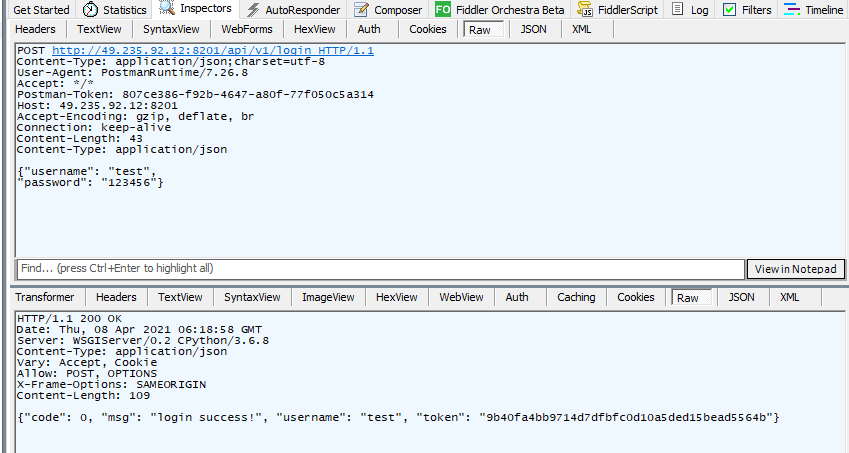 Get Started Statistics Inspectors AutoResponder Composer FO Fiddler Orchestra Beta FiddlerScript Log Filters Timeline
Headers TextView SyntaxView WebForms HexView Auth Cookies Raw JSON XML
POST http://49.235.92.12:8201/api/v1/login HTTP/1.1
Content-Type: application/json;charset=utf-8
User-Agent: PostmanRuntime/7.26.8
Accept: */*
Postman-Token: 807ce386-f92b-4647-a80f-77f050c5a314
Host: 49.235.92.12:8201
Accept-Encoding: gzip, deflate, br
Connection: keep-alive
Content-Length: 43
Content-Type: application/json
{"username": "test",
"password": "123456"}
Find... (press Ctrl+Enter to highlight all) View in Notepad
Transformer Headers TextView SyntaxView ImageView HexView WebView Auth Caching Cookies Raw JSON XML
HTTP/1.1 200 OK
Date: Thu, 08 Apr 2021 06:18:58 GMT
Server: WSGIServer/0.2 CPython/3.6.8
Content-Type: application/json
Vary: Accept, Cookie
Allow: POST, OPTIONS
X-Frame-Options: SAMEORIGIN
Content-Length: 109
{"code": 0, "msg": "login success!", "username": "test", "token": "9b40fa4bb9714d7dfbfc0d10a5ded15bead5564b"}